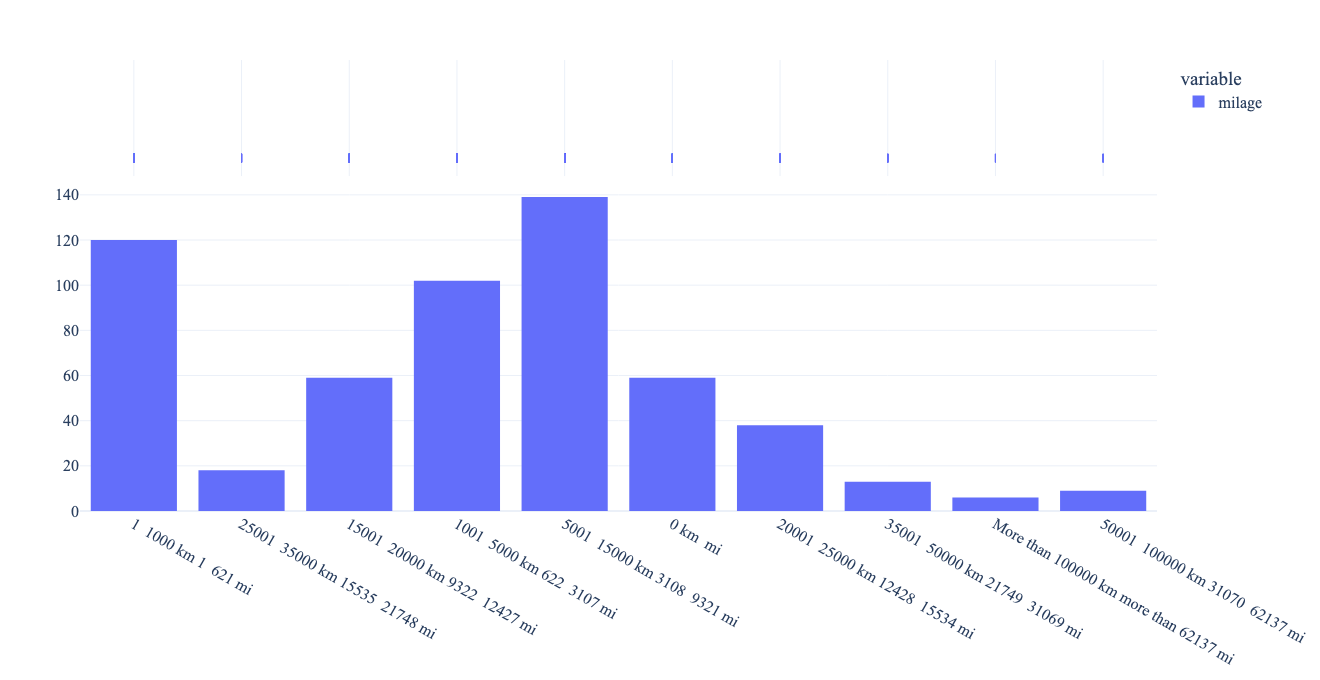 variable
milage
140
120
100
80
60
40
20
0
1  1000 km 1  621 mi
25001  35000 km 15535  21748 mi
15001  20000 km 9322  12427 mi
1001  5000 km 622  3107 mi
5001  15000 km 3108  9321 mi
0 km  mi
20001  25000 km 12428  15534 mi
35001  50000 km 21749  31069 mi
More than 100000 km more than 62137 mi
50001  100000 km 31070  62137 mi